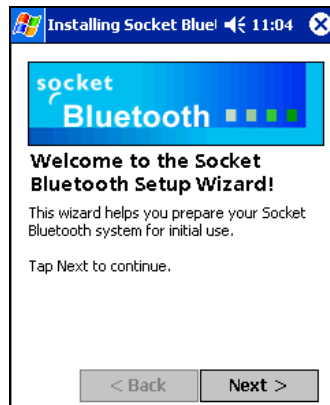 Installing Socket Bluel 11:04
socket
Bluetooth
Welcome to the Socket
Bluetooth Setup Wizard!
This wizard helps you prepare your Socket
Bluetooth system for initial use.
Tap Next to continue.
< Back Next >